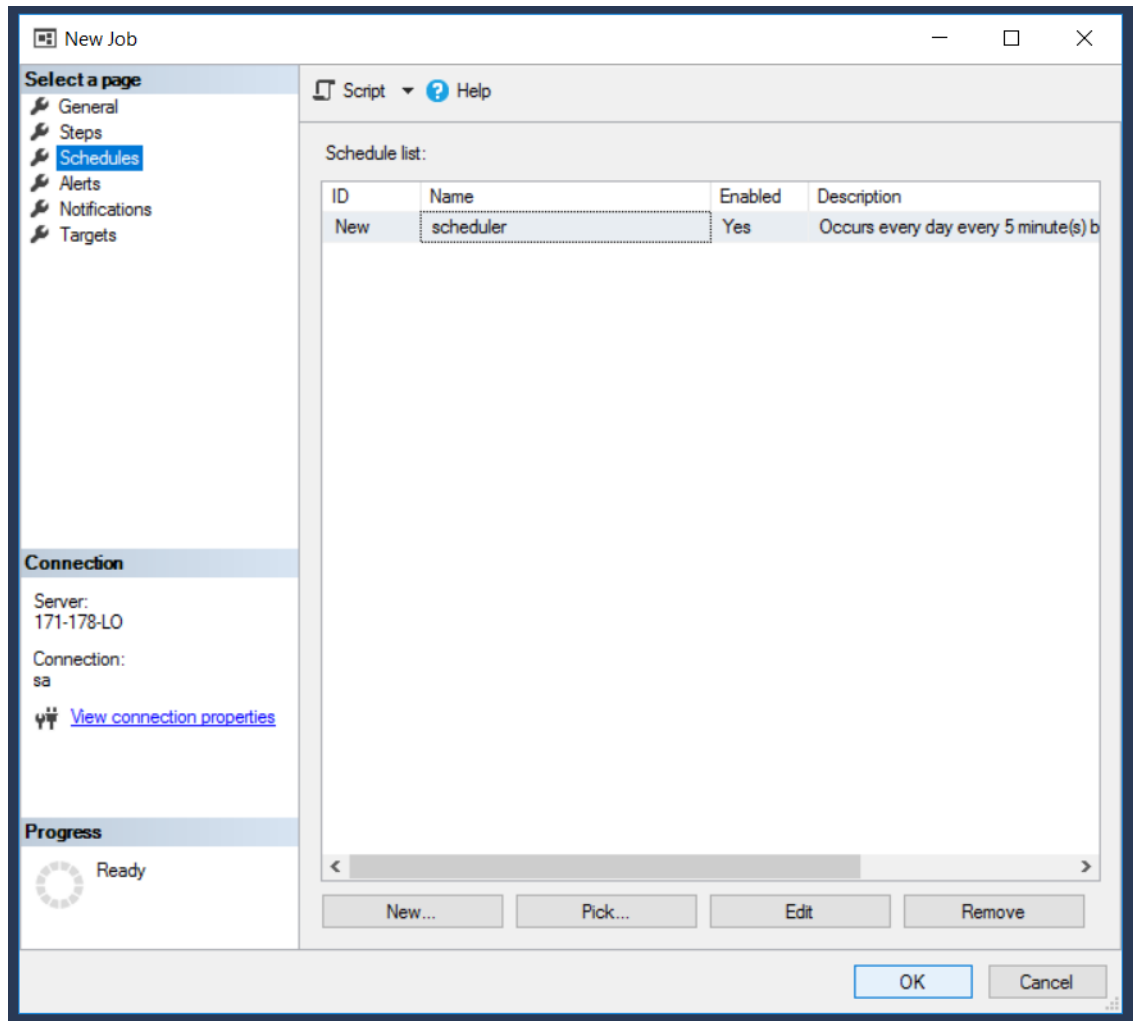 New Job
Select a page
General
Steps
Schedules
Alerts
Notifications
Targets
Script Help
Schedule list:
ID Name Enabled Description
New scheduler Yes Occurs every day every 5 minute(s) b
Connection
Server:
171-178-LO
Connection:
sa
View connection properties
Progress
Ready
New... Pick... Edit Remove
OK Cancel